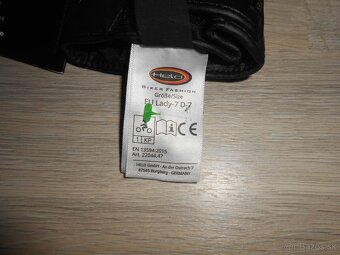 Held
BIKER FASHION
Größe/Size
EU Lady-7 D-7
1 KP
EN 13594:2015
Art. 22044.47
HELD GMBH - An der Ostrach 7
87545 Burgberg - GERMANY